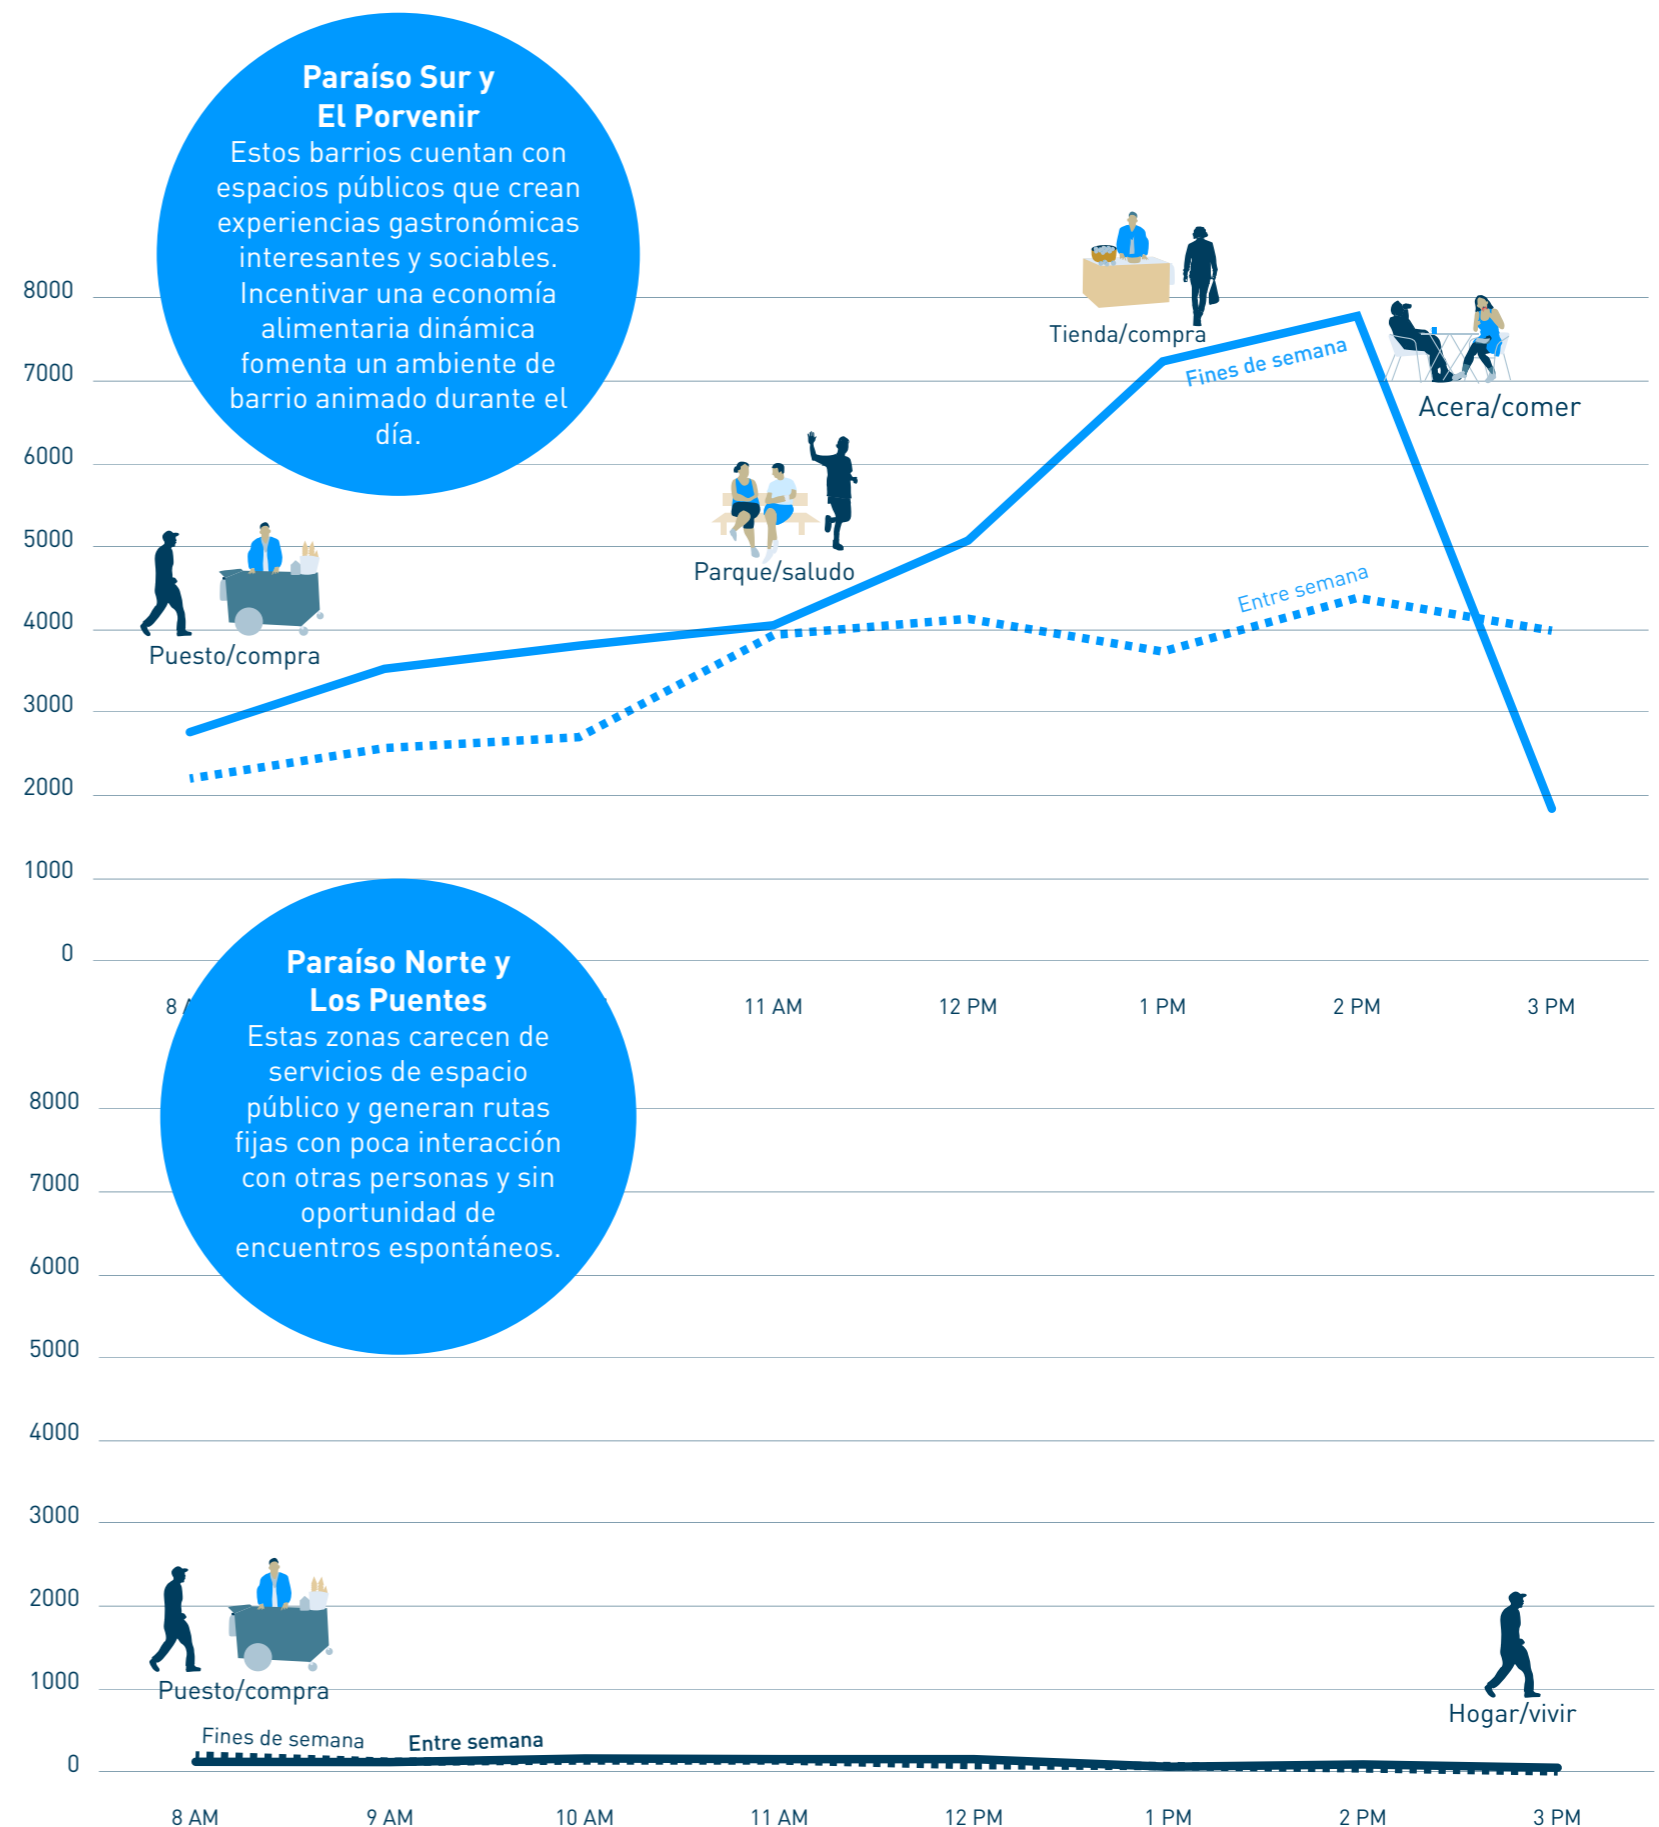 Paraíso Sur y
El Porvenir
Estos barrios cuentan con
espacios públicos que crean
experiencias gastronómicas
interesantes y sociables.
Incentivar una economía
alimentaria dinámica
fomenta un ambiente de
barrio animado durante el
día.
8000
7000
6000
5000
4000
3000
2000
1000
0
Puesto/compra
Parque/saludo
Tienda/compra
Acera/comer
Fines de semana
Entre semana
8
11 AM
12 PM
1 PM
2 PM
3 PM
Paraíso Norte y
Los Puentes
Estas zonas carecen de
servicios de espacio
público y generan rutas
fijas con poca interacción
con otras personas y sin
oportunidad de
encuentros espontáneos.
8000
7000
6000
5000
4000
3000
2000
1000
0
Puesto/compra
Hogar/vivir
Fines de semana
Entre semana
8 AM
9 AM
10 AM
11 AM
12 PM
1 PM
2 PM
3 PM